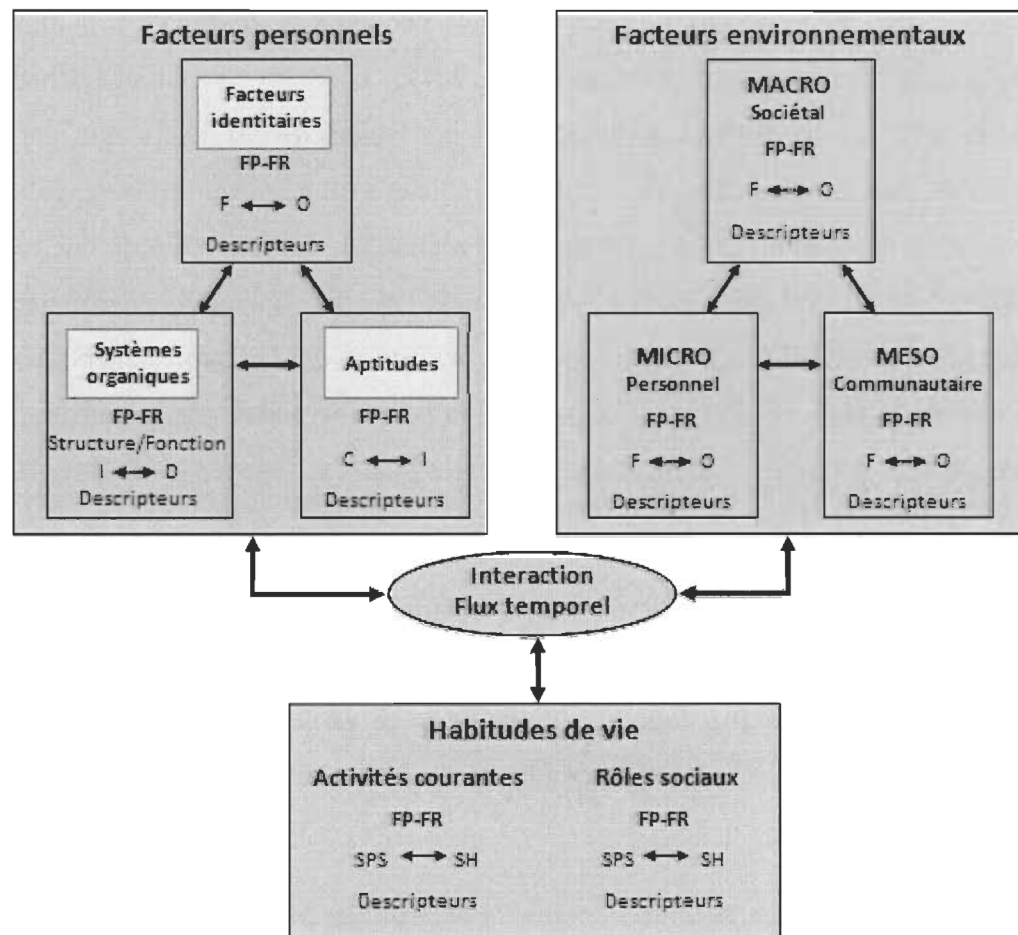 Facteurs personnels
Facteurs
identitaires
FP-FR
F ↔ O
Descripteurs
Systèmes
organiques
FP-FR
Structure/Fonction
I ↔ D
Descripteurs
Aptitudes
FP-FR
C ↔ I
Descripteurs
Facteurs environnementaux
MACRO
Sociétal
FP-FR
F ↔ O
Descripteurs
MICRO
Personnel
FP-FR
F ↔ O
Descripteurs
MESO
Communautaire
FP-FR
F ↔ O
Descripteurs
Interaction
Flux temporel
Habitudes de vie
Activités courantes
FP-FR
SPS ↔ SH
Descripteurs
Rôles sociaux
FP-FR
SPS ↔ SH
Descripteurs